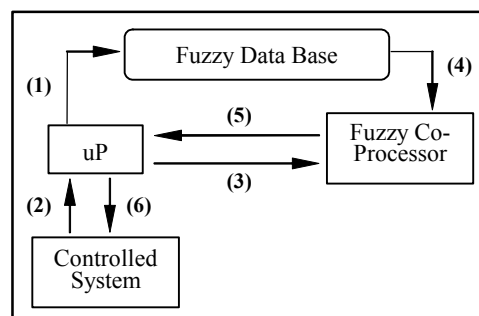 Fuzzy Data Base
(1)
(4)
(5)
Fuzzy Co-
Processor
uP
(3)
(2)
(6)
Controlled
System